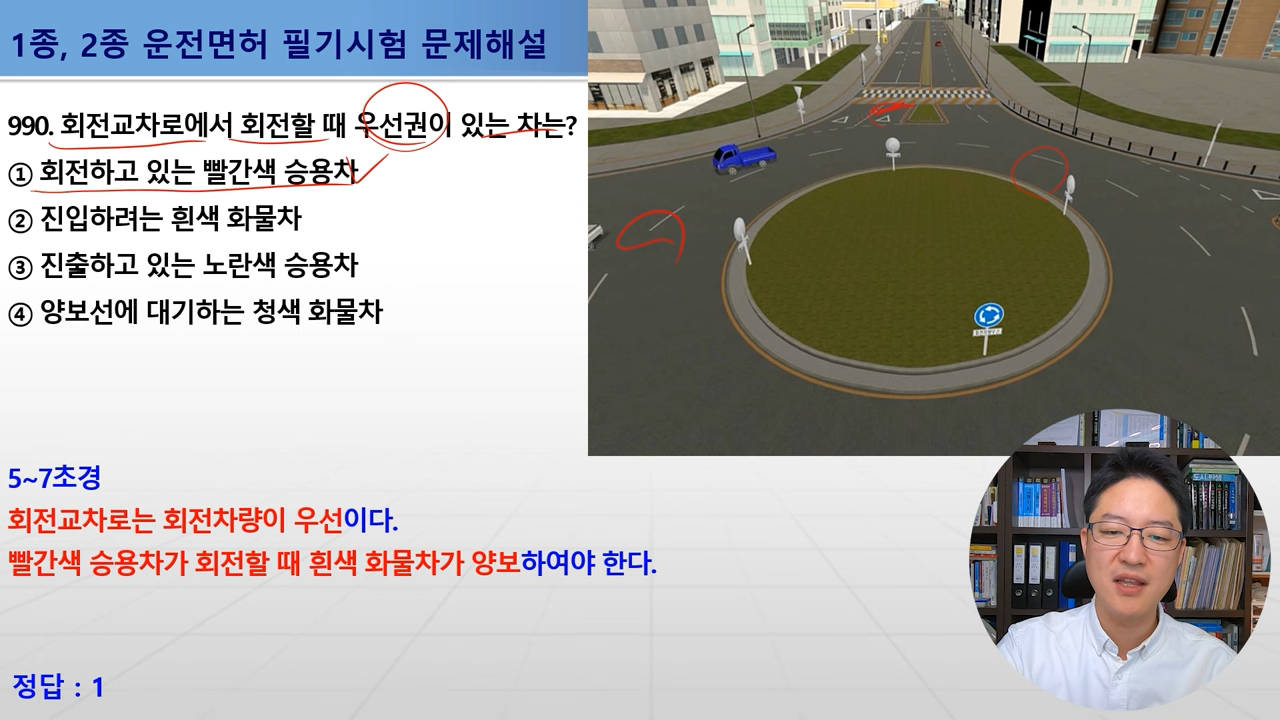 1종, 2종 운전면허 필기시험 문제해설
990. 회전교차로에서 회전할 때 우선권이 있는 차는?
① 회전하고 있는 빨간색 승용차
② 진입하려는 흰색 화물차
③ 진출하고 있는 노란색 승용차
④ 양보선에 대기하는 청색 화물차
5~7초경
회전교차로는 회전차량이 우선이다.
빨간색 승용차가 회전할 때 흰색 화물차가 양보하여야 한다.
정답 : 1